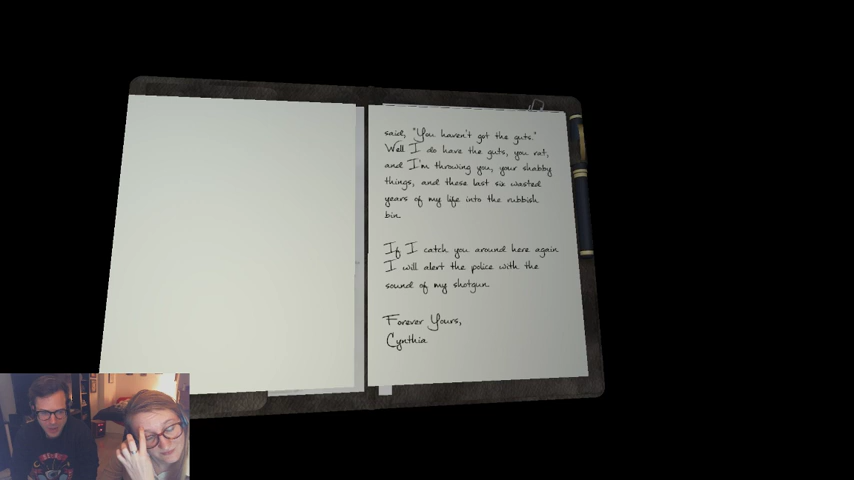 said, "You haven't got the guts."
Well I do have the guts, you rat,
and I'm throwing you, your shabby
things, and these last six wasted
years of my life into the rubbish
bin.
If I catch you around here again
I will alert the police with the
sound of my shotgun.
Forever Yours,
Cynthia